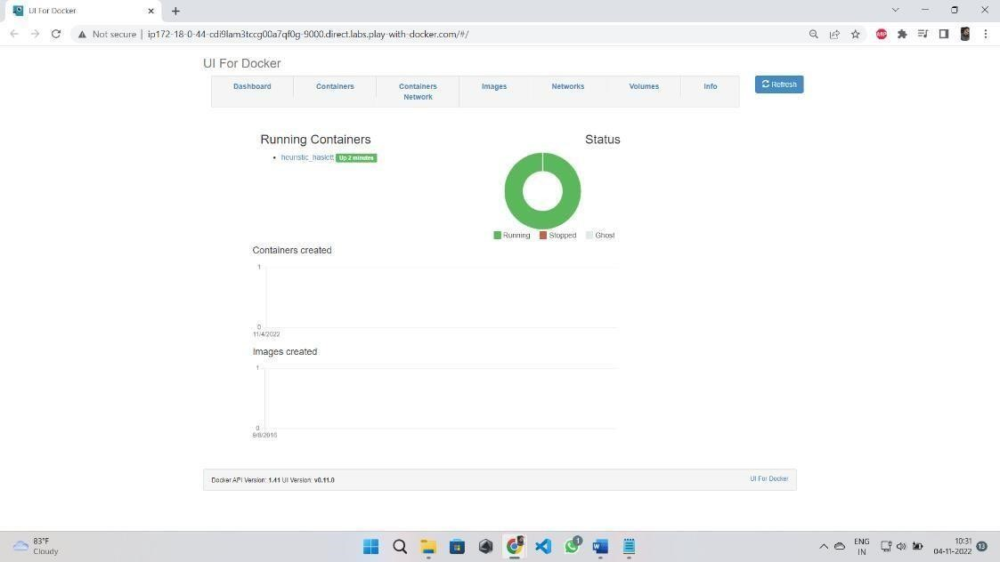 UI For Docker
Not secure | ip172-18-0-44-cdi9lam3tccg00a7qf0g-9000.direct.labs.play-with-docker.com/#/
ABP
UI For Docker
Dashboard
Containers
Containers Network
Images
Networks
Volumes
Info
Refresh
Running Containers
Status
heuristic_haslett Up 2 minutes
Running
Stopped
Ghost
Containers created
1
0
11/4/2022
Images created
1
0
9/8/2016
Docker API Version: 1.41 UI Version: v0.11.0
UI For Docker
83°F
Cloudy
1
W
ENG
IN
10:31
04-11-2022
13